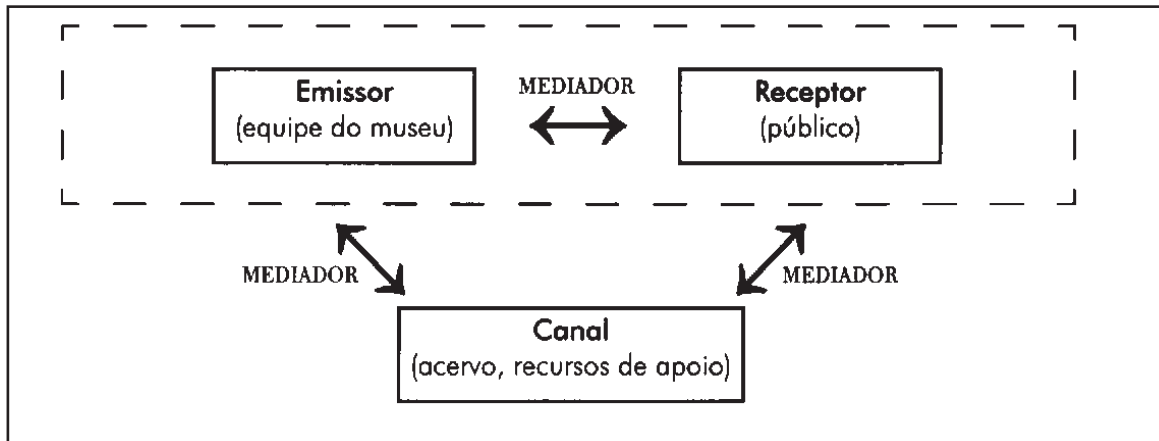 Emissor
(equipe do museu)
MEDIADOR
Receptor
(público)
MEDIADOR
MEDIADOR
Canal
(acervo, recursos de apoio)